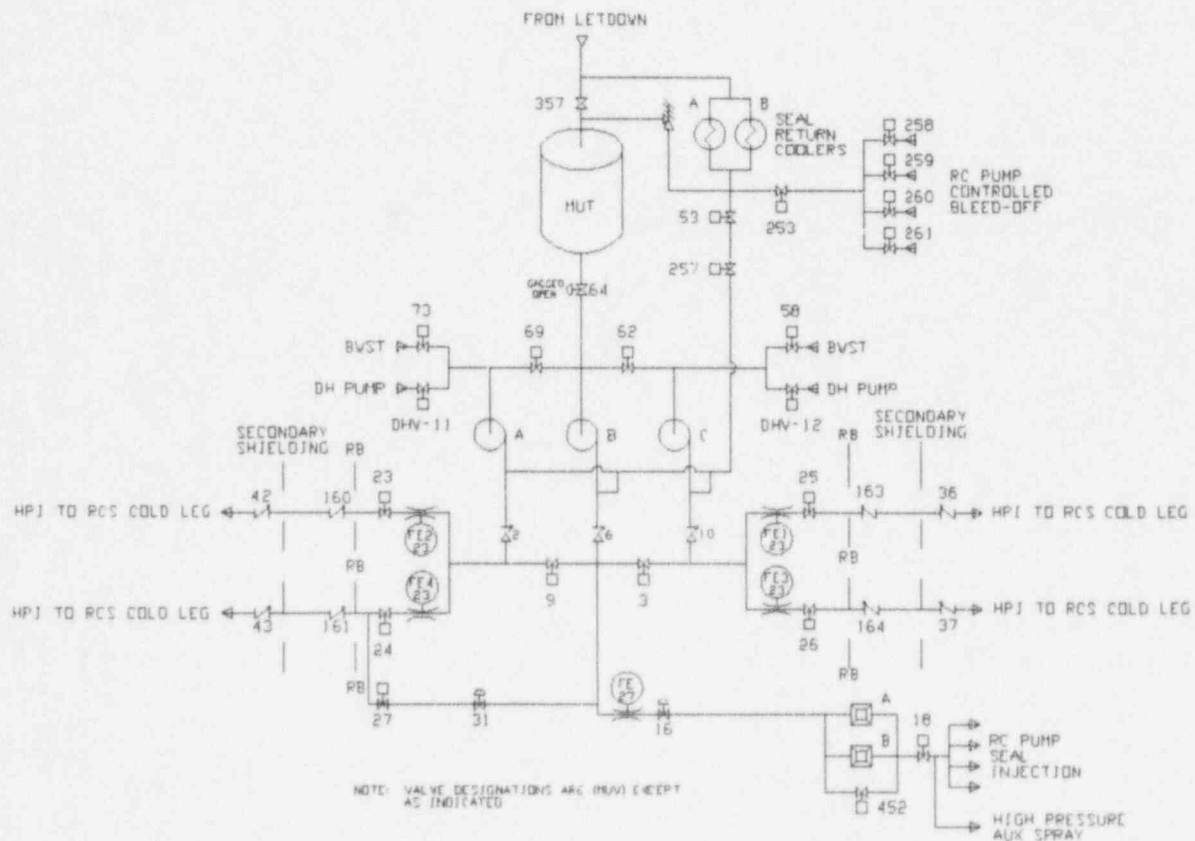 FROM LETDOWN
357
A
B
SEAL
RETURN
COOLERS
258
259
260
261
RC PUMP
CONTROLLED
BLEED-OFF
MUT
53
253
257
GAGGED
OPEN
64
73
69
62
58
BWST
BWST
DH PUMP
DH PUMP
DHV-11
DHV-12
A
B
C
SECONDARY
SHIELDING
RB
RB
SECONDARY
SHIELDING
42
160
23
25
163
36
HPI TO RCS COLD LEG
HPI TO RCS COLD LEG
FE2
23
FE1
23
2
6
10
RB
RB
FE4
23
FE3
23
9
3
HPI TO RCS COLD LEG
HPI TO RCS COLD LEG
43
161
24
26
164
37
RB
RB
27
31
FE
27
16
A
B
18
452
RC PUMP
SEAL
INJECTION
HIGH PRESSURE
AUX SPRAY
NOTE: VALVE DESIGNATIONS ARE (MUV) EXCEPT
AS INDICATED